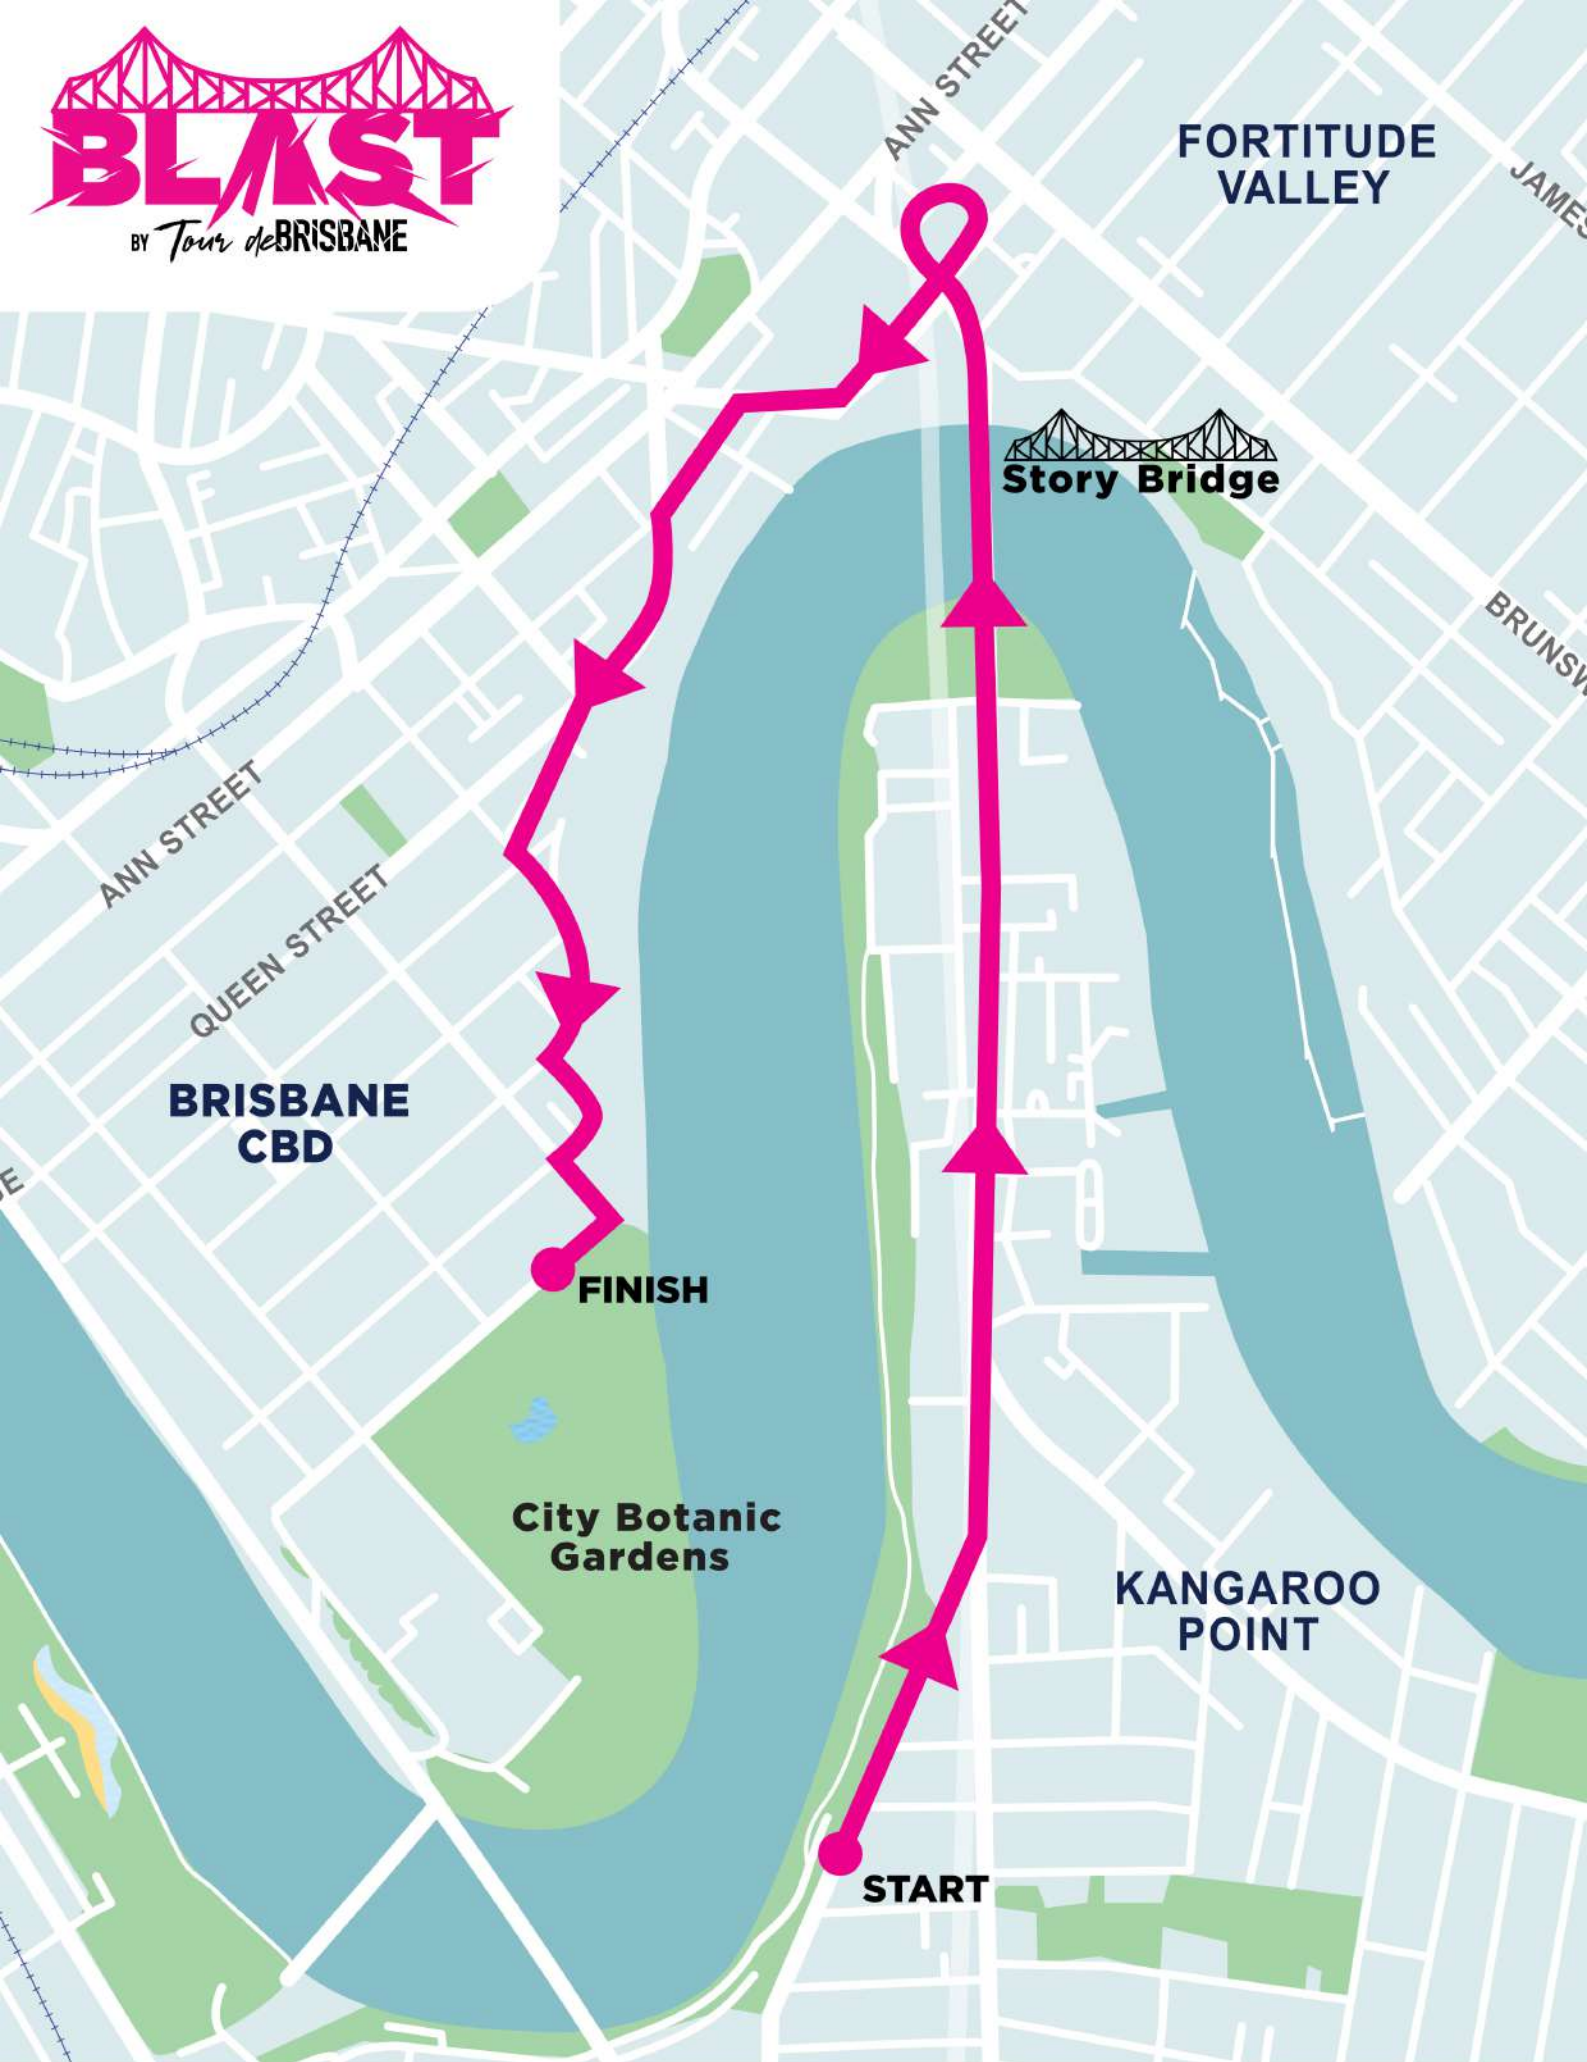 BLAST
BY Tour de BRISBANE
ANN STREET
FORTITUDE
VALLEY
JAMES
Story Bridge
BRUNSW
ANN STREET
QUEEN STREET
BRISBANE
CBD
FINISH
City Botanic
Gardens
KANGAROO
POINT
START